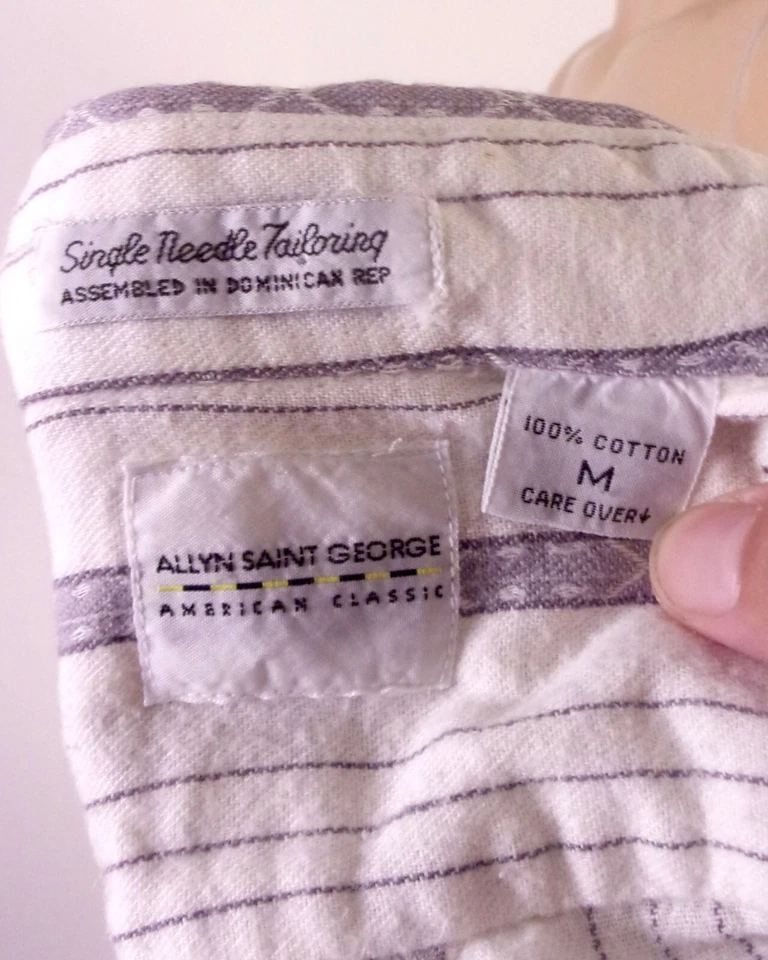 Single Needle Tailoring
ASSEMBLED IN DOMINICAN REP
100% COTTON
M
CARE OVER↓
ALLYN SAINT GEORGE
AMERICAN CLASSIC